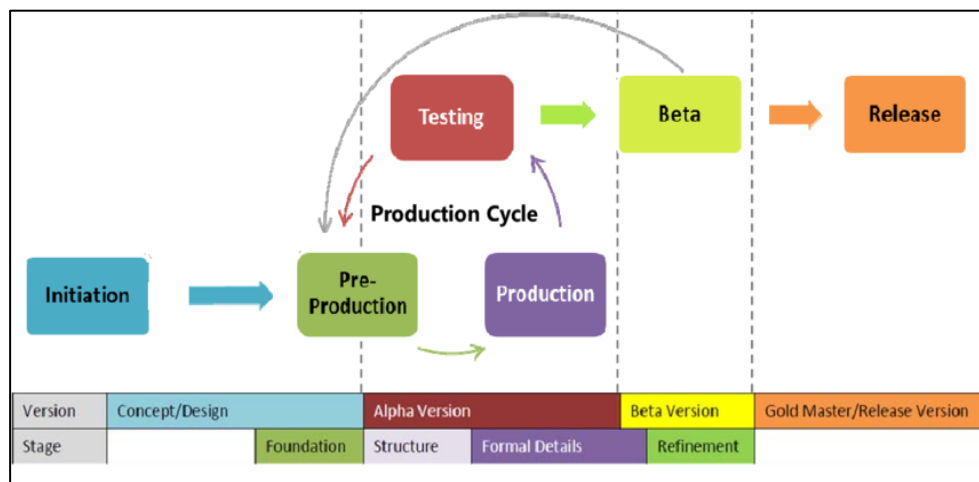 Testing
Beta
Release
Production Cycle
Initiation
Pre-
Production
Production
Version Concept/Design Alpha Version Beta Version Gold Master/Release Version
Stage Foundation Structure Formal Details Refinement